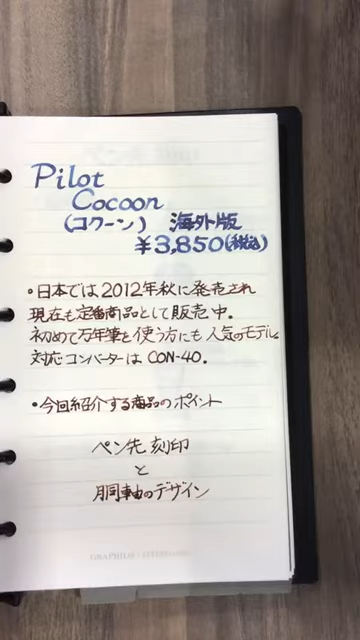 Pilot
Cocoon
(コクーン) 海外版
¥3,850(税込)
・日本では2012年秋に発売され
現在も定番商品として販売中。
初めて万年筆を使う方にも人気のモデル。
対応コンバーターはCON-40.
・今回紹介する商品のポイント
ペン先 刻印
と
胴軸のデザイン